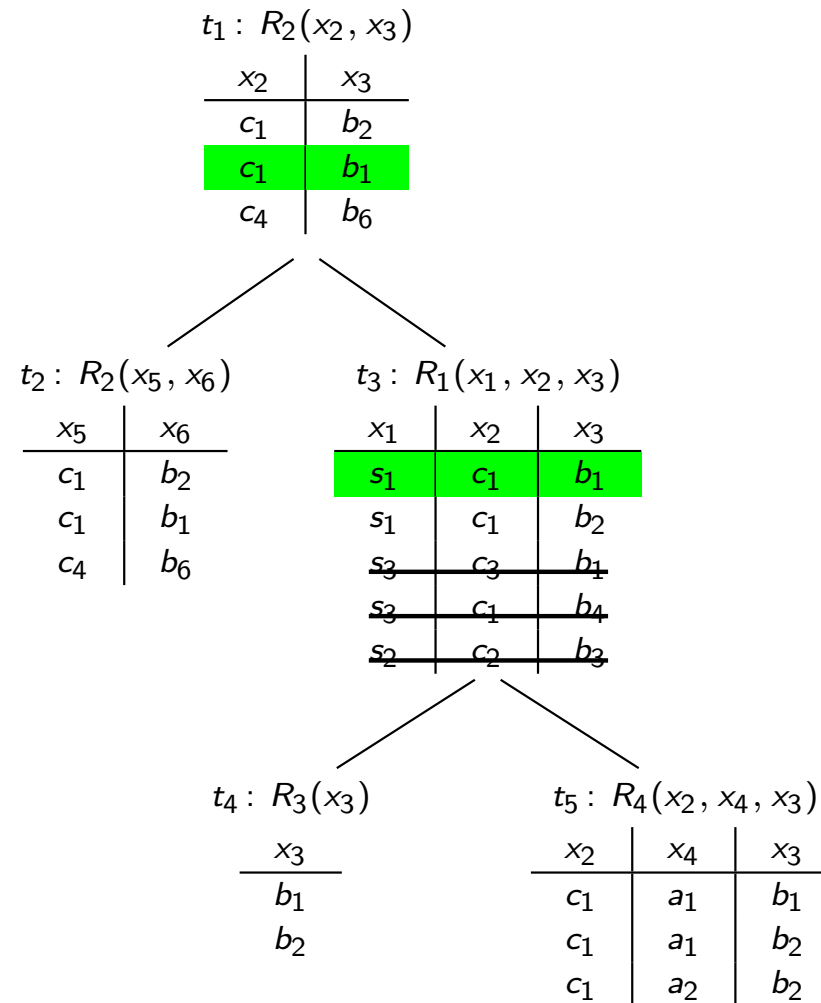 t₁ : R₂(x₂, x₃)
x₂ x₃
c₁ b₂
c₁ b₁
c₄ b₆
t₂ : R₂(x₅, x₆) t₃ : R₁(x₁, x₂, x₃)
x₅ x₆ x₁ x₂ x₃
c₁ b₂ s₁ c₁ b₁
c₁ b₁ s₁ c₁ b₂
c₄ b₆ s₃ c₃ b₁
s₃ c₁ b₄
s₂ c₂ b₃
t₄ : R₃(x₃) t₅ : R₄(x₂, x₄, x₃)
x₃ x₂ x₄ x₃
b₁ c₁ a₁ b₁
b₂ c₁ a₁ b₂
c₁ a₂ b₂